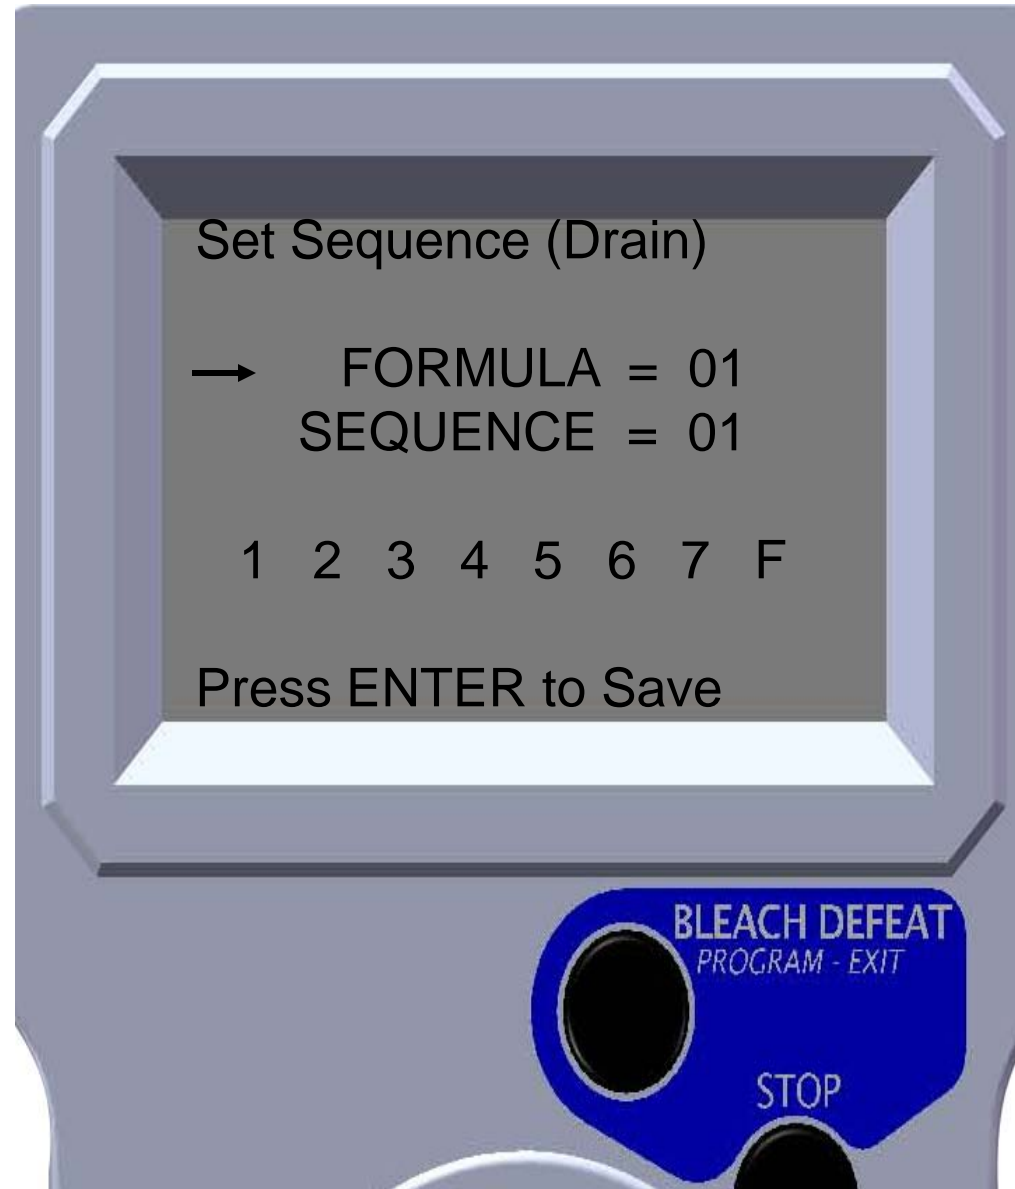 Set Sequence (Drain)
→ FORMULA = 01
SEQUENCE = 01
1 2 3 4 5 6 7 F
Press ENTER to Save
BLEACH DEFEAT
PROGRAM - EXIT
STOP